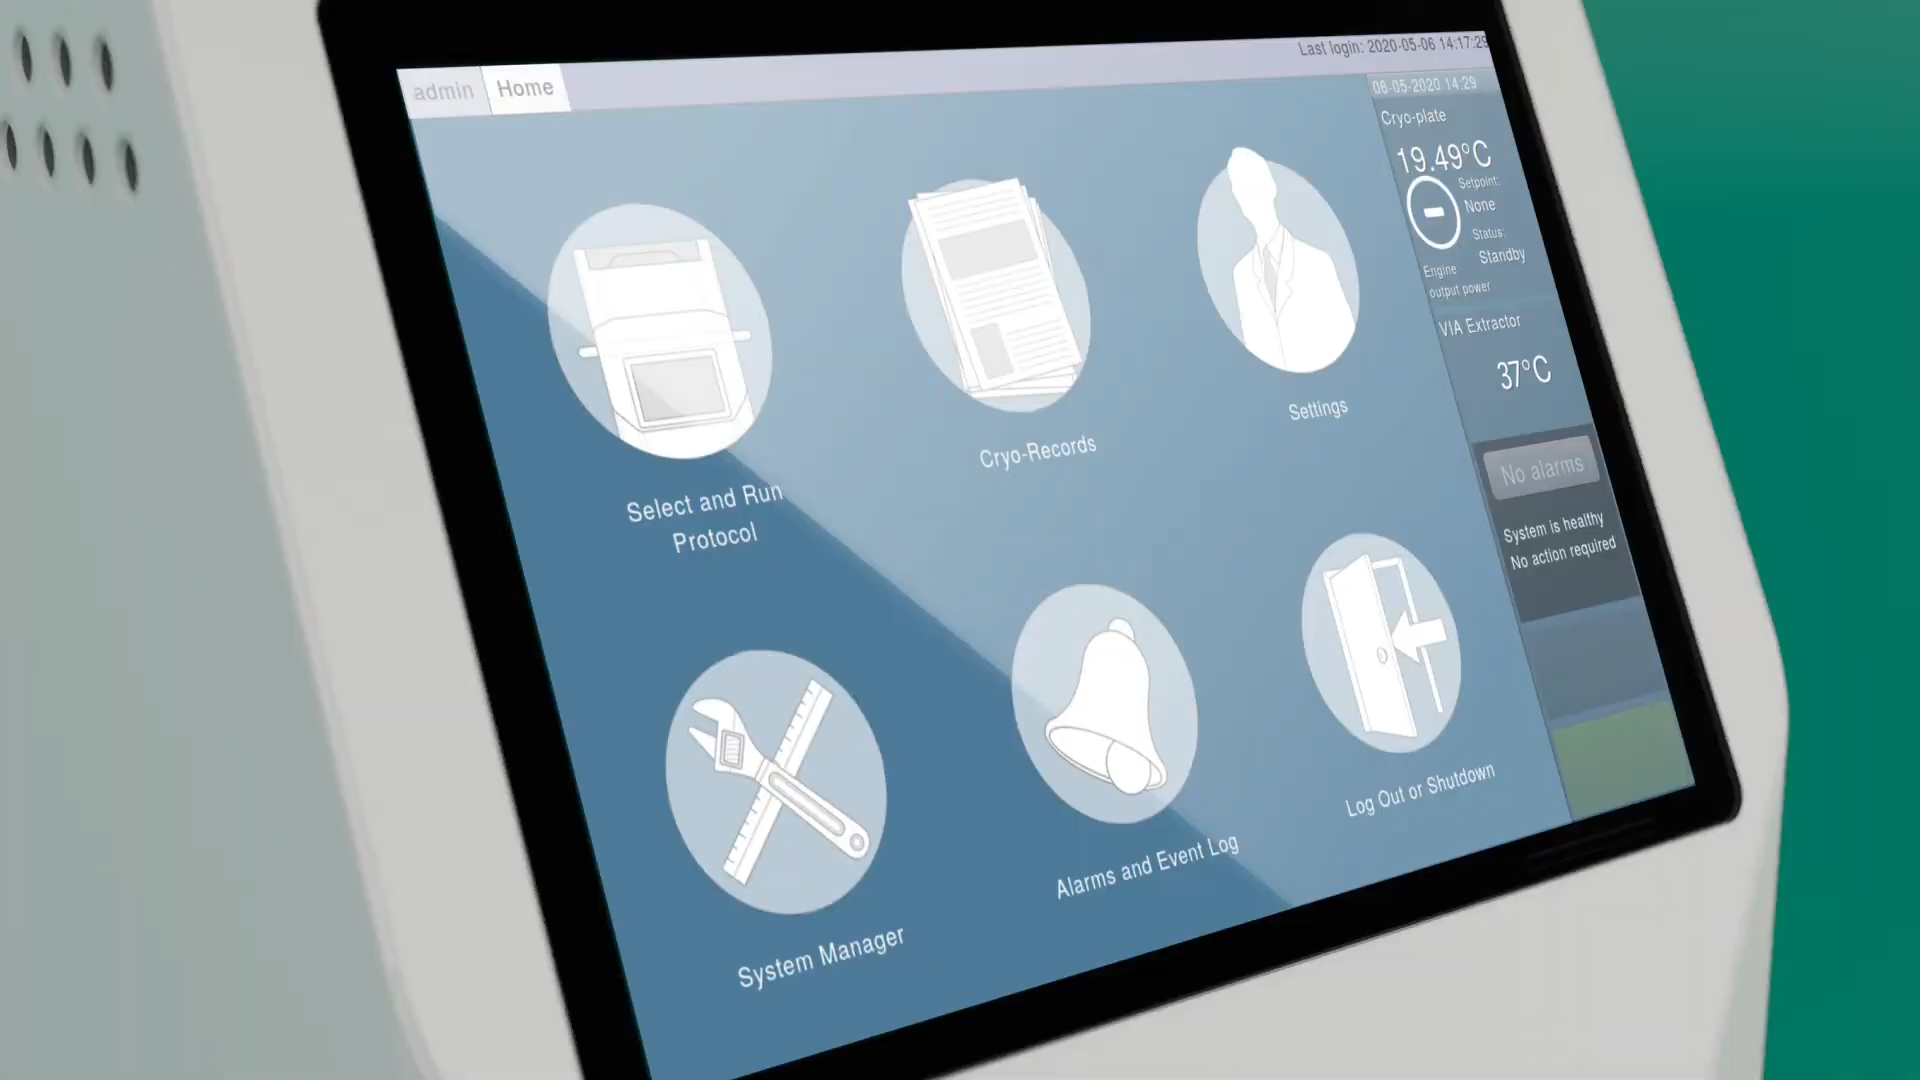 Last login: 2020-05-06 14:17:29
admin
Home
06-05-2020 14:29
Cryo-plate
19.49°C
Setpoint:
None
Status:
Standby
Engine
output power
VIA Extractor
37°C
No alarms
System is healthy
No action required
Select and Run
Protocol
Cryo-Records
Settings
System Manager
Alarms and Event Log
Log Out or Shutdown